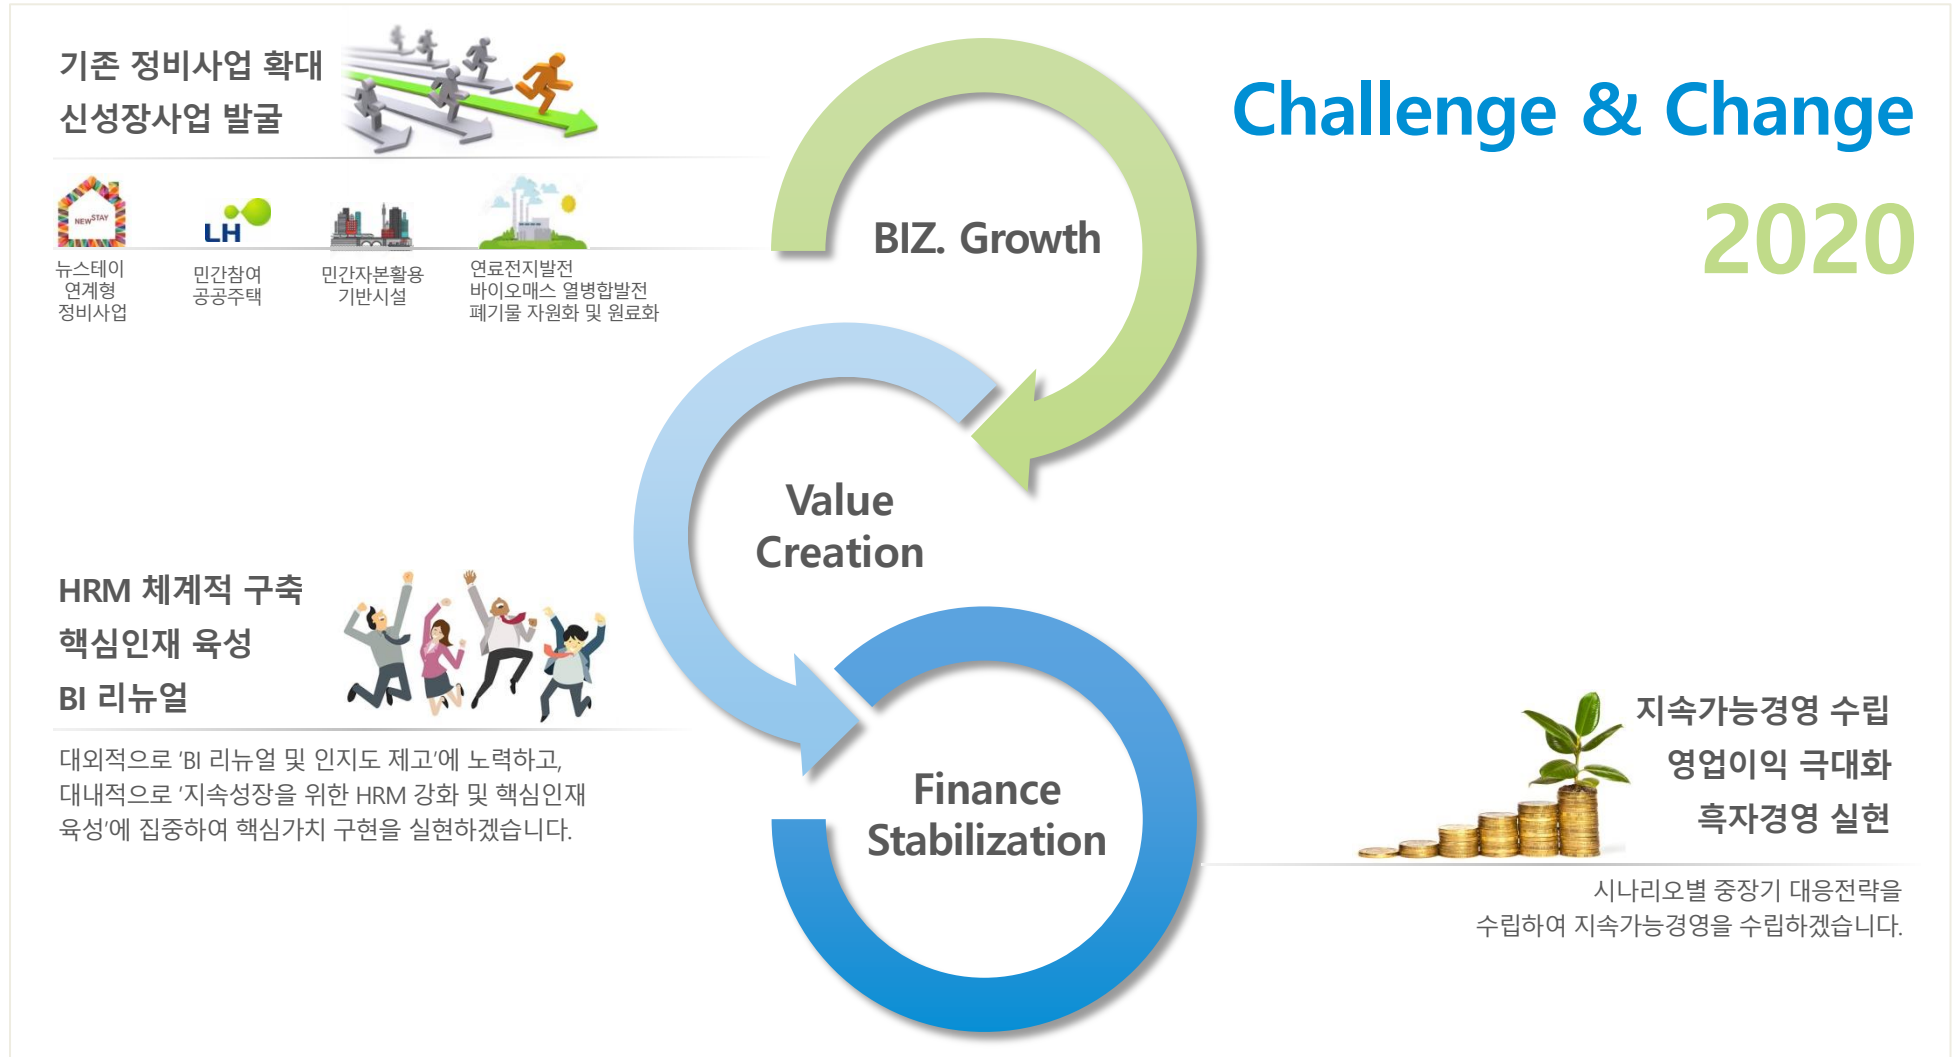 기존 정비사업 확대
신성장사업 발굴
NEW STAY
LH
뉴스테이
연계형
정비사업
민간참여
공공주택
민간자본활용
기반시설
연료전지발전
바이오매스 열병합발전
폐기물 자원화 및 원료화
BIZ. Growth
Challenge & Change
2020
Value
Creation
HRM 체계적 구축
핵심인재 육성
BI 리뉴얼
대외적으로 'BI 리뉴얼 및 인지도 제고'에 노력하고,
대내적으로 '지속성장을 위한 HRM 강화 및 핵심인재
육성'에 집중하여 핵심가치 구현을 실현하겠습니다.
Finance
Stabilization
지속가능경영 수립
영업이익 극대화
흑자경영 실현
시나리오별 중장기 대응전략을
수립하여 지속가능경영을 수립하겠습니다.